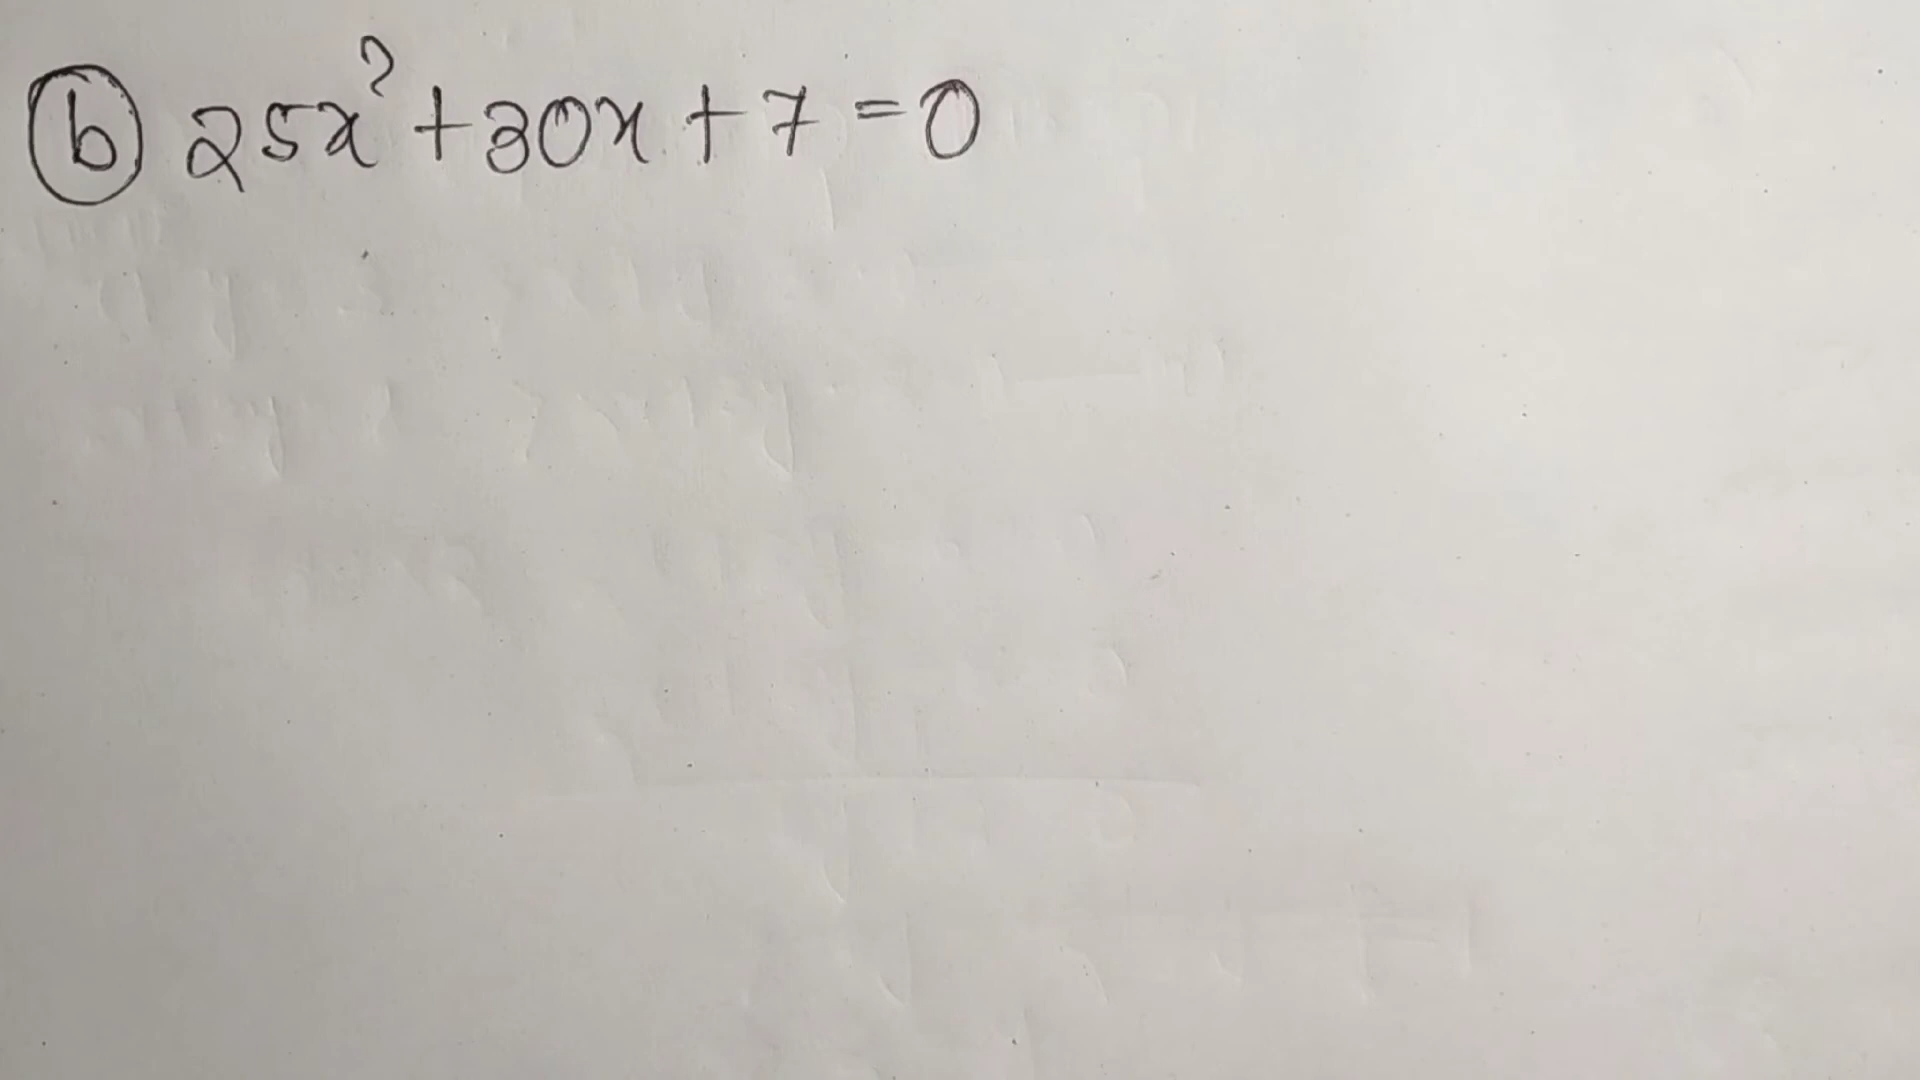 ⓑ 25x² + 30x + 7 = 0